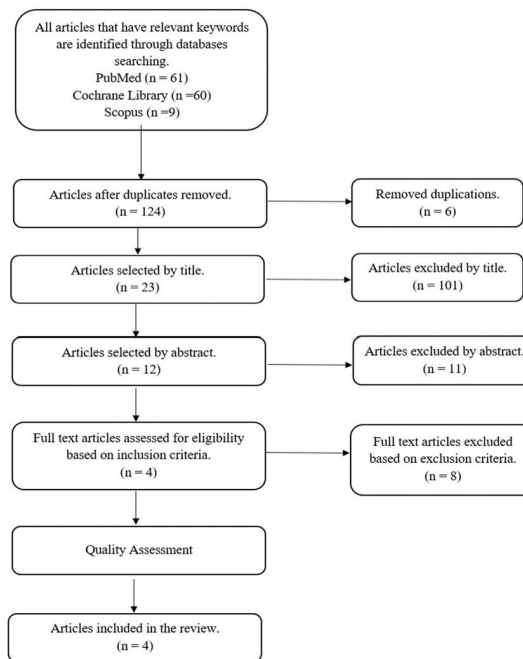 All articles that have relevant keywords
are identified through databases
searching.
PubMed (n = 61)
Cochrane Library (n =60)
Scopus (n =9)
Articles after duplicates removed.
(n = 124)
Removed duplications.
(n = 6)
Articles selected by title.
(n = 23)
Articles excluded by title.
(n = 101)
Articles selected by abstract.
(n = 12)
Articles excluded by abstract.
(n = 11)
Full text articles assessed for eligibility
based on inclusion criteria.
(n = 4)
Full text articles excluded
based on exclusion criteria.
(n = 8)
Quality Assessment
Articles included in the review.
(n = 4)